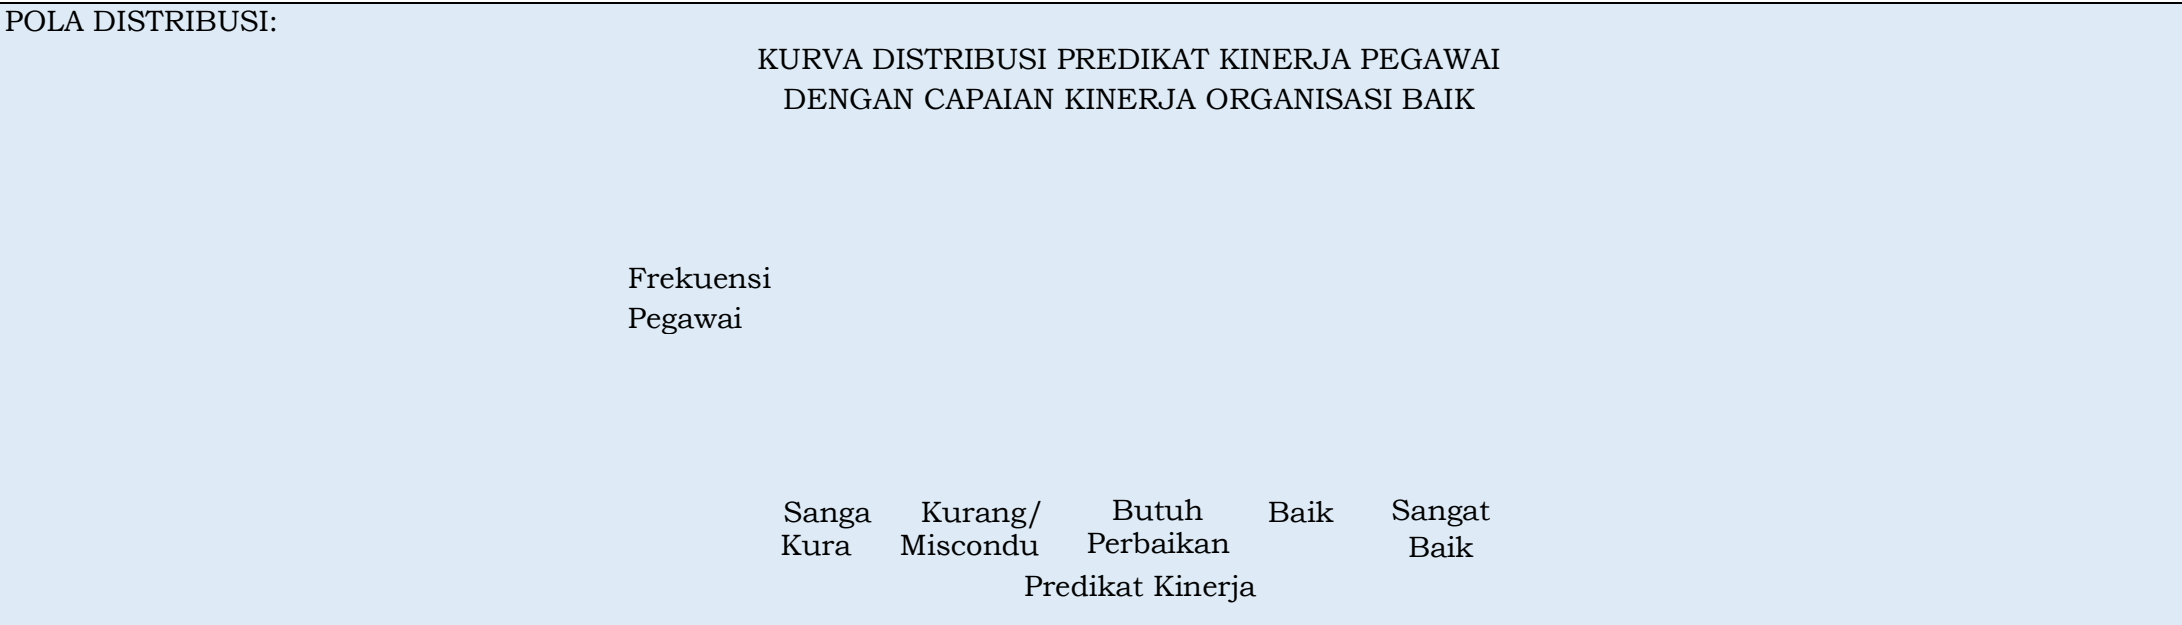 POLA DISTRIBUSI:
KURVA DISTRIBUSI PREDIKAT KINERJA PEGAWAI
DENGAN CAPAIAN KINERJA ORGANISASI BAIK
Frekuensi
Pegawai
Sanga Kurang/ Butuh Baik Sangat
Kura Miscondu Perbaikan Baik
Predikat Kinerja